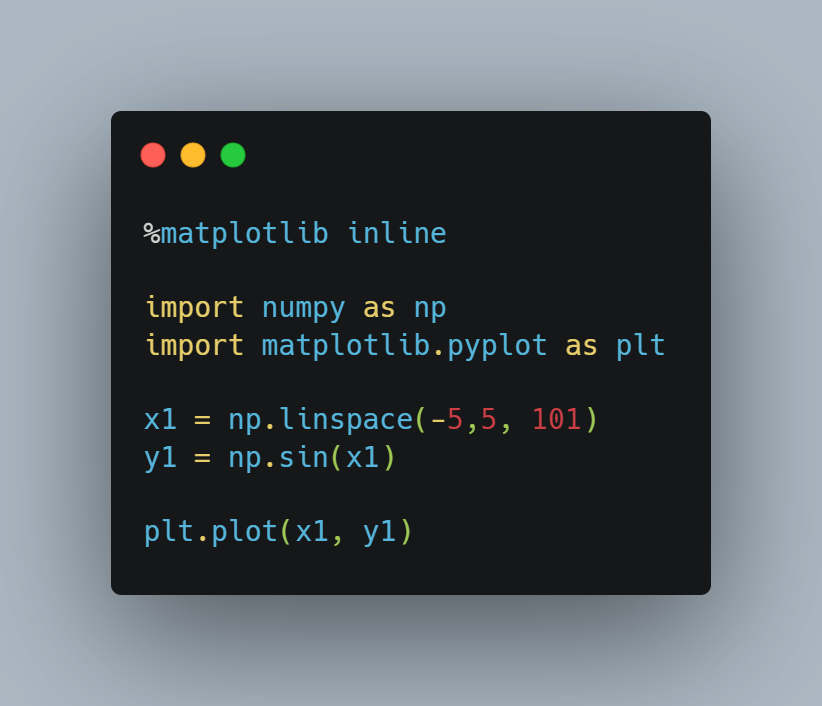 %matplotlib inline
import numpy as np
import matplotlib.pyplot as plt
x1 = np.linspace(-5,5, 101)
y1 = np.sin(x1)
plt.plot(x1, y1)